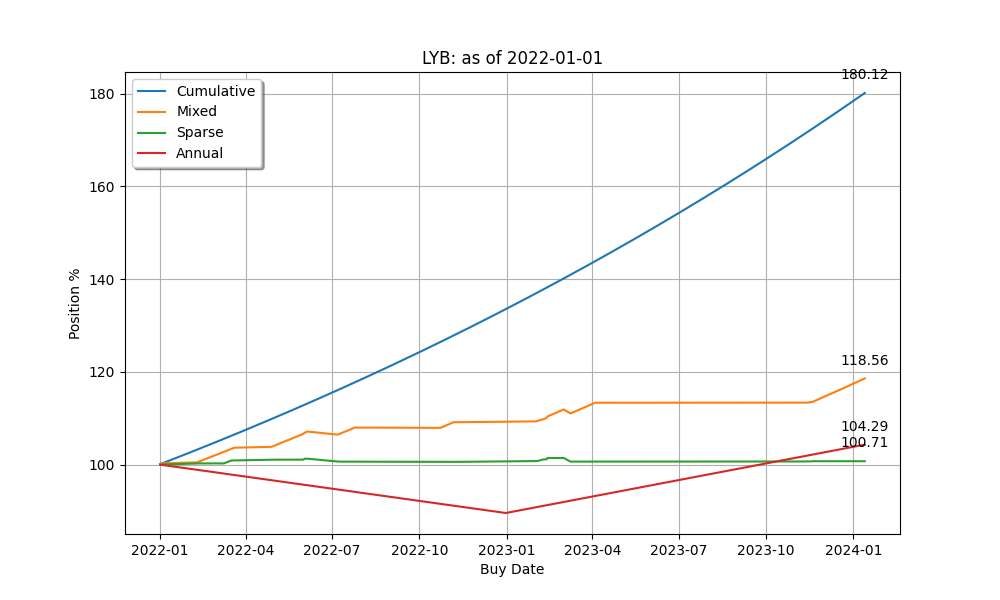 LYB: as of 2022-01-01
180.12
180
Cumulative
Mixed
Sparse
Annual
160
140
120
100
118.56
104.29
100.71
Position %
2022-01 2022-04 2022-07 2022-10 2023-01 2023-04 2023-07 2023-10 2024-01
Buy Date